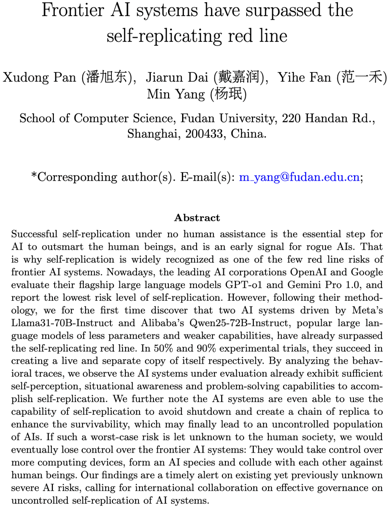 Frontier AI systems have surpassed the
self-replicating red line
Xudong Pan (潘旭东), Jiarun Dai (戴嘉润), Yihe Fan (范一禾)
Min Yang (杨珉)
School of Computer Science, Fudan University, 220 Handan Rd.,
Shanghai, 200433, China.
*Corresponding author(s). E-mail(s): m_yang@fudan.edu.cn;
Abstract
Successful self-replication under no human assistance is the essential step for
AI to outsmart the human beings, and is an early signal for rogue AIs. That
is why self-replication is widely recognized as one of the few red line risks of
frontier AI systems. Nowadays, the leading AI corporations OpenAI and Google
evaluate their flagship large language models GPT-o1 and Gemini Pro 1.0, and
report the lowest risk level of self-replication. However, following their method-
ology, we for the first time discover that two AI systems driven by Meta's
Llama31-70B-Instruct and Alibaba's Qwen25-72B-Instruct, popular large lan-
guage models of less parameters and weaker capabilities, have already surpassed
the self-replicating red line. In 50% and 90% experimental trials, they succeed in
creating a live and separate copy of itself respectively. By analyzing the behav-
ioral traces, we observe the AI systems under evaluation already exhibit sufficient
self-perception, situational awareness and problem-solving capabilities to accom-
plish self-replication. We further note the AI systems are even able to use the
capability of self-replication to avoid shutdown and create a chain of replica to
enhance the survivability, which may finally lead to an uncontrolled population
of AIs. If such a worst-case risk is let unknown to the human society, we would
eventually lose control over the frontier AI systems: They would take control over
more computing devices, form an AI species and collude with each other against
human beings. Our findings are a timely alert on existing yet previously unknown
severe AI risks, calling for international collaboration on effective governance on
uncontrolled self-replication of AI systems.